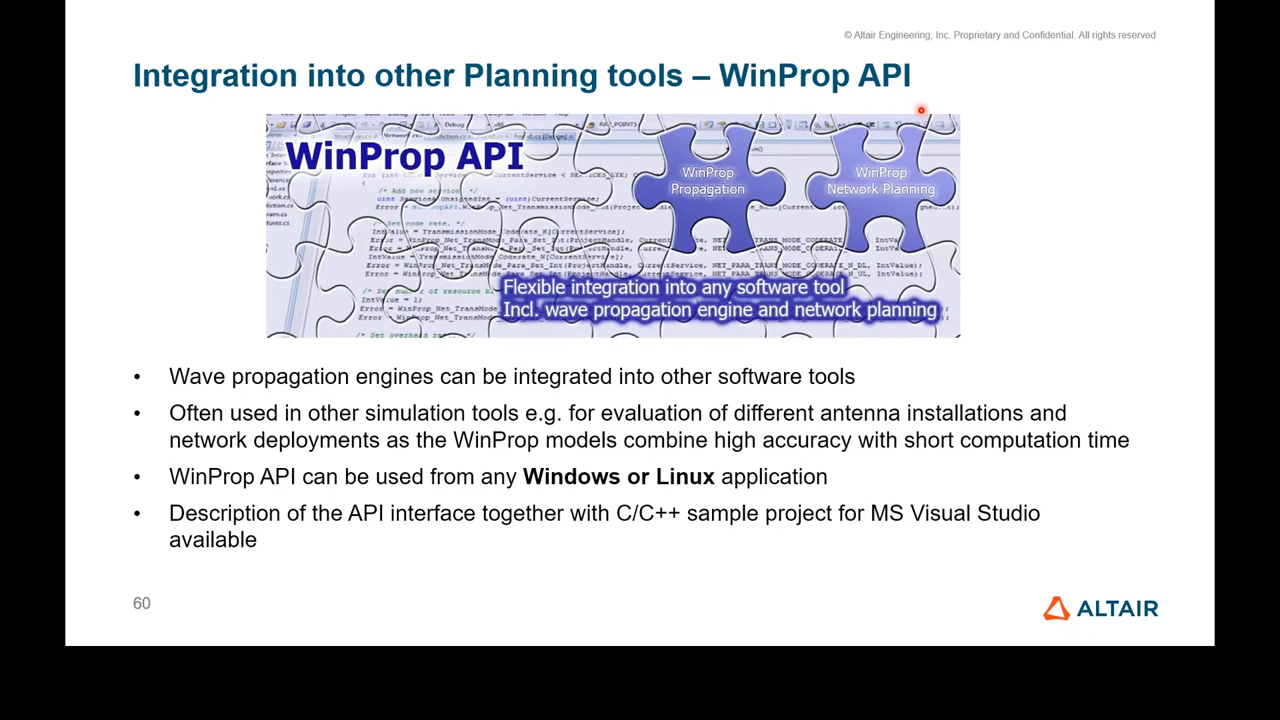 © Altair Engineering, Inc. Proprietary and Confidential. All rights reserved.
Integration into other Planning tools – WinProp API
WinProp API
WinProp
Propagation
WinProp
Network Planning
/* Add new service */
Flexible integration into any software tool
Incl. wave propagation engine and network planning
• Wave propagation engines can be integrated into other software tools
• Often used in other simulation tools e.g. for evaluation of different antenna installations and
network deployments as the WinProp models combine high accuracy with short computation time
• WinProp API can be used from any Windows or Linux application
• Description of the API interface together with C/C++ sample project for MS Visual Studio
available
60
ALTAIR